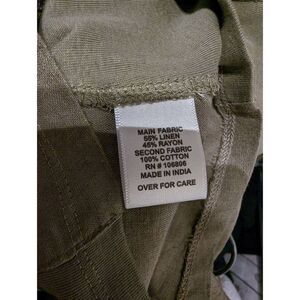 MAIN FABRIC
55% LINEN
45% RAYON
SECOND FABRIC
100% COTTON
RN # 106806
MADE IN INDIA
OVER FOR CARE